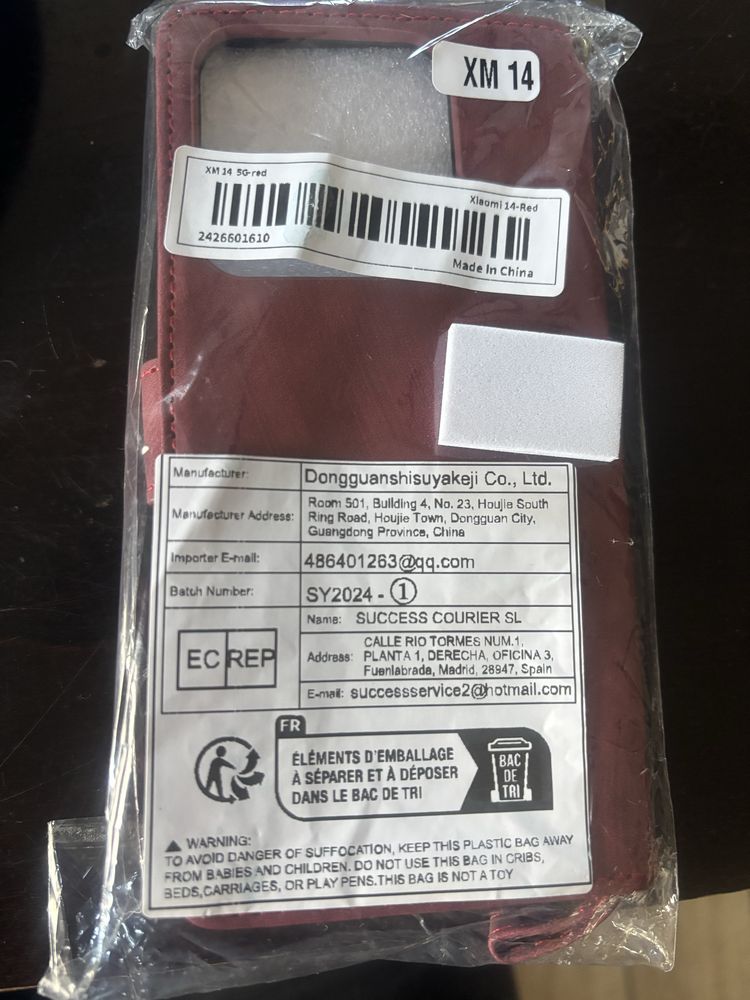 XM 14
XM 14 5G-red
Xiaomi 14-Red
2426601610
Made In China
Manufacturer: Dongguanshisuyakeji Co., Ltd.
Manufacturer Address: Room 501, Building 4, No. 23, Houjie South
Ring Road, Houjie Town, Dongguan City,
Guangdong Province, China
Importer E-mail: 486401263@qq.com
Batch Number: SY2024 - ①
EC REP
Name: SUCCESS COURIER SL
Address: CALLE RIO TORMES NUM.1,
PLANTA 1, DERECHA, OFICINA 3,
Fuenlabrada, Madrid, 28947, Spain
E-mail: successservice2@hotmail.com
FR
ÉLÉMENTS D'EMBALLAGE
À SÉPARER ET À DÉPOSER
DANS LE BAC DE TRI
BAC
DE
TRI
WARNING:
TO AVOID DANGER OF SUFFOCATION, KEEP THIS PLASTIC BAG AWAY
FROM BABIES AND CHILDREN. DO NOT USE THIS BAG IN CRIBS,
BEDS,CARRIAGES, OR PLAY PENS.THIS BAG IS NOT A TOY